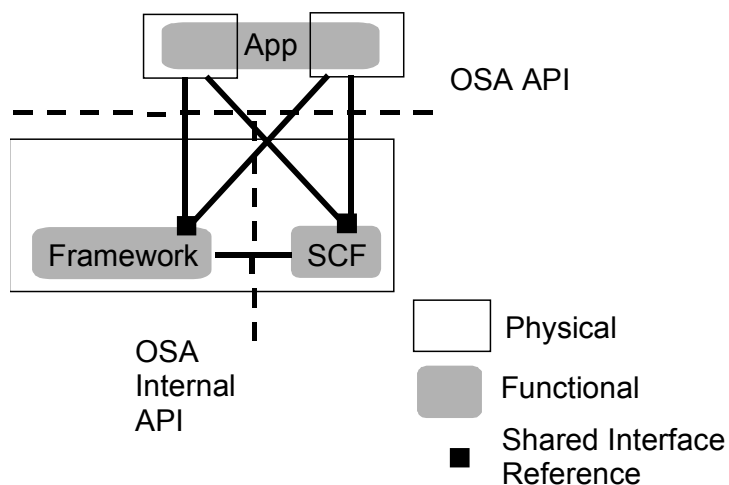 App
OSA API
Framework
SCF
OSA
Internal
API
Physical
Functional
Shared Interface
Reference